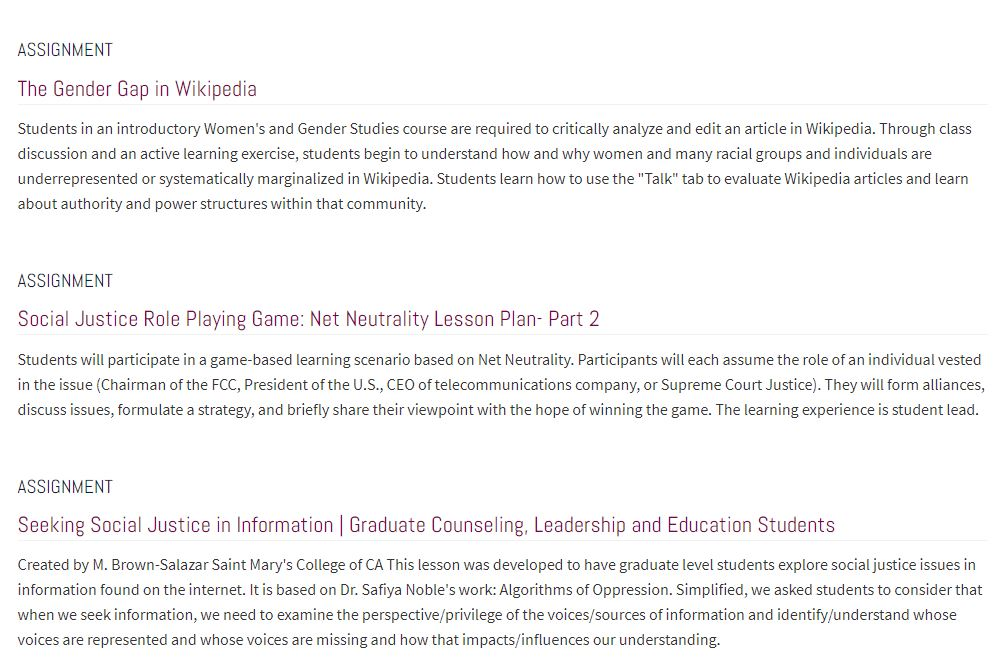 ASSIGNMENT
The Gender Gap in Wikipedia
Students in an introductory Women's and Gender Studies course are required to critically analyze and edit an article in Wikipedia. Through class
discussion and an active learning exercise, students begin to understand how and why women and many racial groups and individuals are
underrepresented or systematically marginalized in Wikipedia. Students learn how to use the "Talk" tab to evaluate Wikipedia articles and learn
about authority and power structures within that community.
ASSIGNMENT
Social Justice Role Playing Game: Net Neutrality Lesson Plan- Part 2
Students will participate in a game-based learning scenario based on Net Neutrality. Participants will each assume the role of an individual vested
in the issue (Chairman of the FCC, President of the U.S., CEO of telecommunications company, or Supreme Court Justice). They will form alliances,
discuss issues, formulate a strategy, and briefly share their viewpoint with the hope of winning the game. The learning experience is student lead.
ASSIGNMENT
Seeking Social Justice in Information | Graduate Counseling, Leadership and Education Students
Created by M. Brown-Salazar Saint Mary's College of CA This lesson was developed to have graduate level students explore social justice issues in
information found on the internet. It is based on Dr. Safiya Noble's work: Algorithms of Oppression. Simplified, we asked students to consider that
when we seek information, we need to examine the perspective/privilege of the voices/sources of information and identify/understand whose
voices are represented and whose voices are missing and how that impacts/influences our understanding.